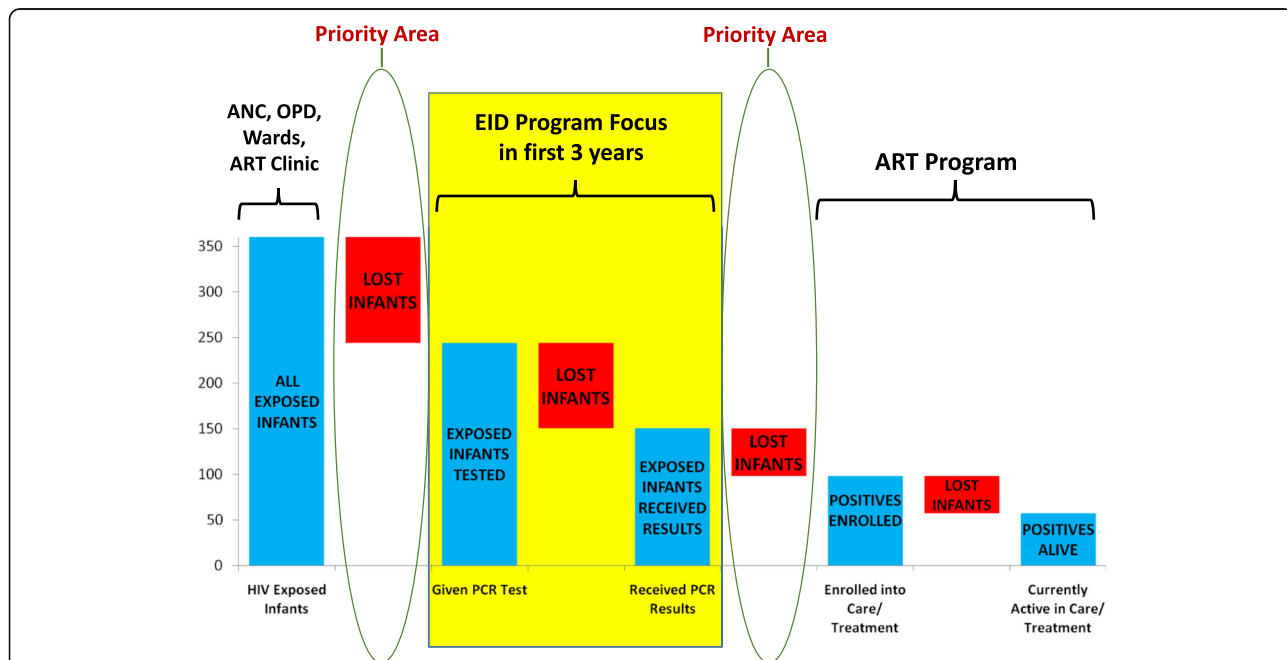 Priority Area
Priority Area
ANC, OPD,
Wards,
ART Clinic
EID Program Focus
in first 3 years
ART Program
350
300
250
200
150
100
50
0
ALL
EXPOSED
INFANTS
LOST
INFANTS
EXPOSED
INFANTS
TESTED
LOST
INFANTS
EXPOSED
INFANTS
RECEIVED
RESULTS
LOST
INFANTS
POSITIVES
ENROLLED
LOST
INFANTS
POSITIVES
ALIVE
HIV Exposed
Infants
Given PCR Test
Received PCR
Results
Enrolled into
Care/
Treatment
Currently
Active in Care/
Treatment